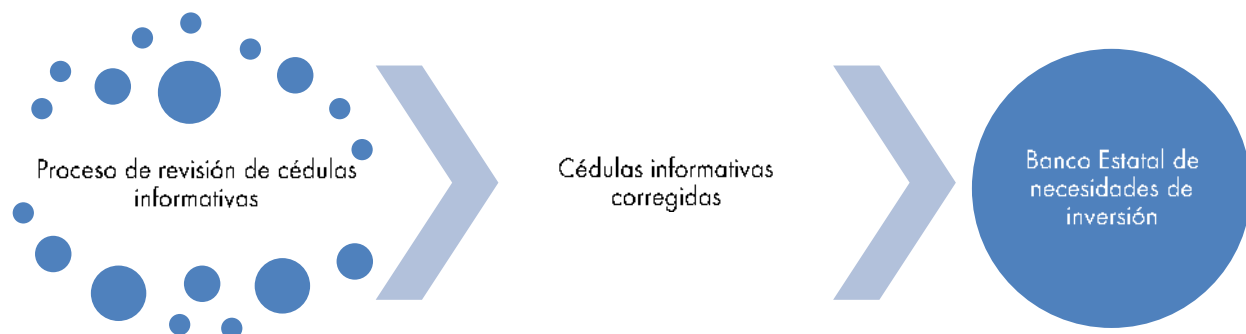 Proceso de revisión de cédulas
informativas
Cédulas informativas
corregidas
Banco Estatal de
necesidades de
inversión